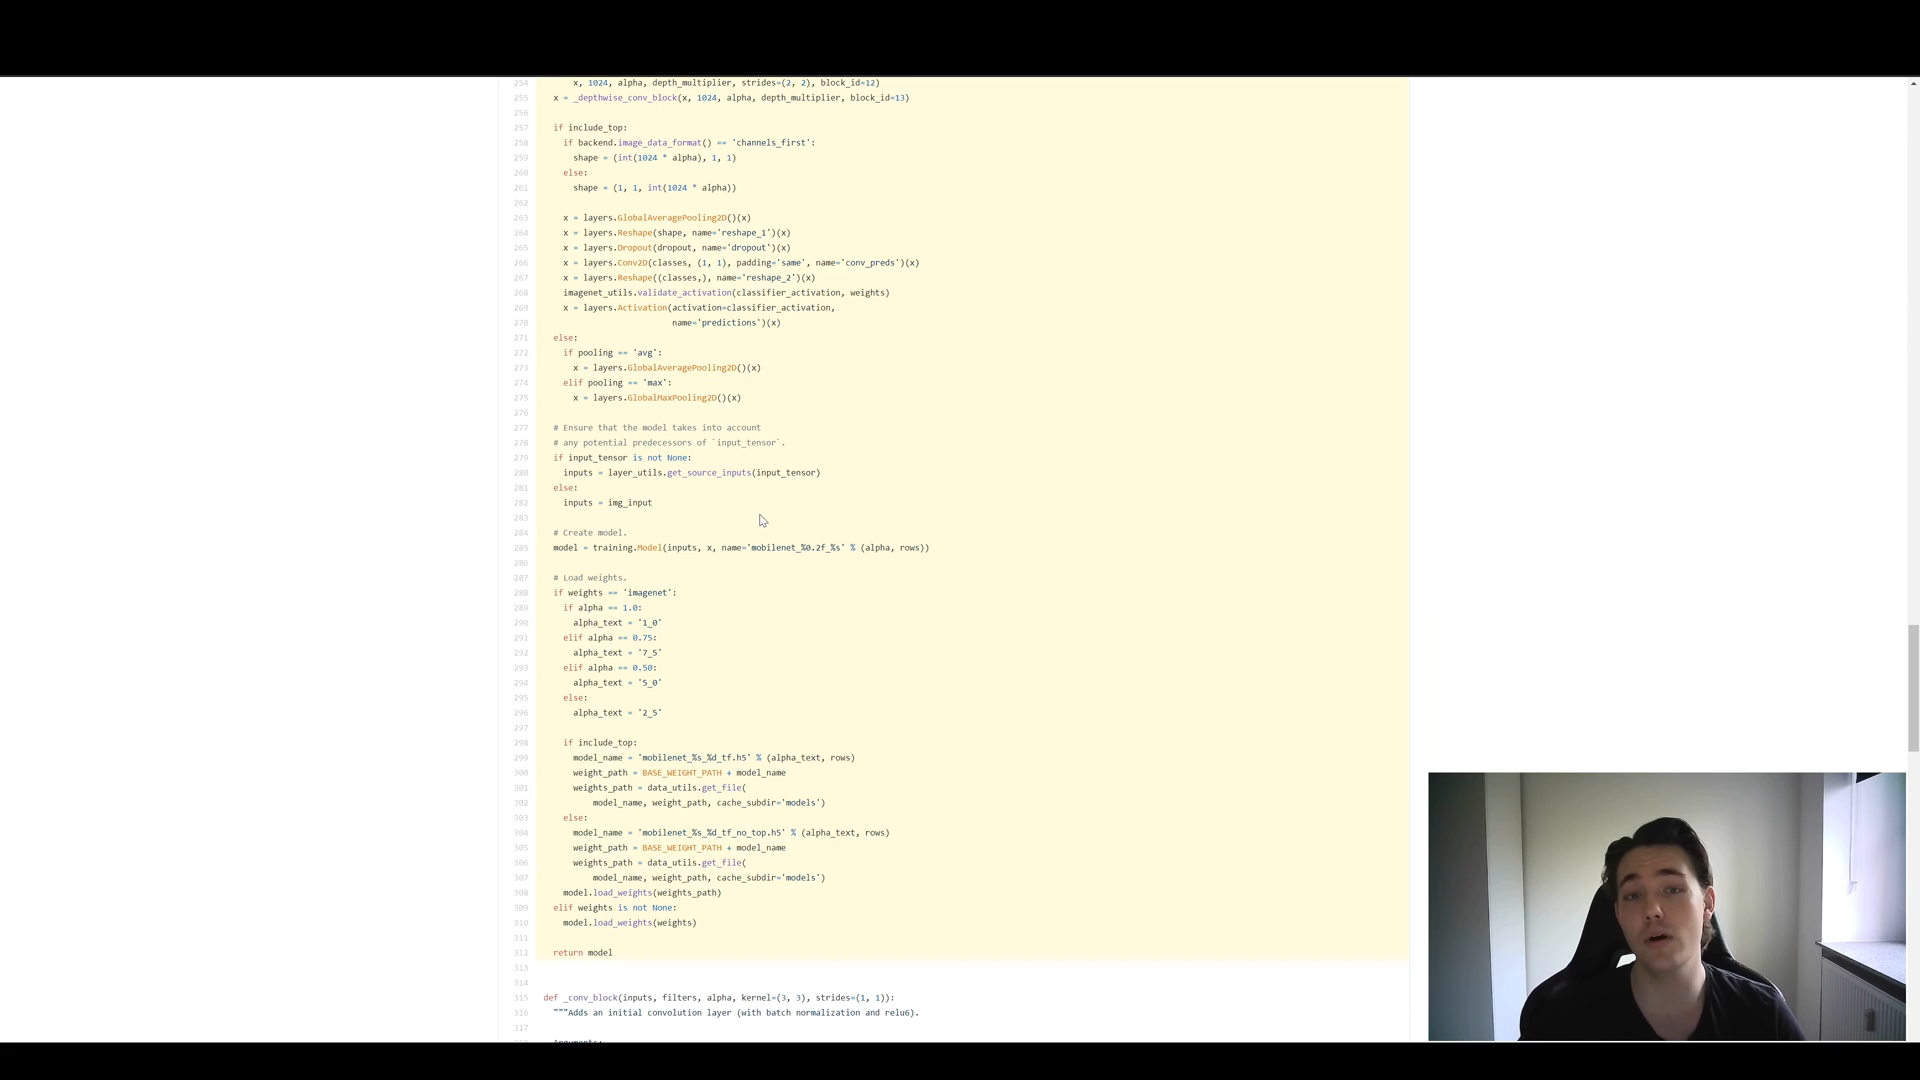 254 x, 1024, alpha, depth_multiplier, strides=(2, 2), block_id=12)
255 x = _depthwise_conv_block(x, 1024, alpha, depth_multiplier, block_id=13)
256
257 if include_top:
258 if backend.image_data_format() == 'channels_first':
259 shape = (int(1024 * alpha), 1, 1)
260 else:
261 shape = (1, 1, int(1024 * alpha))
262
263 x = layers.GlobalAveragePooling2D()(x)
264 x = layers.Reshape(shape, name='reshape_1')(x)
265 x = layers.Dropout(dropout, name='dropout')(x)
266 x = layers.Conv2D(classes, (1, 1), padding='same', name='conv_preds')(x)
267 x = layers.Reshape((classes,), name='reshape_2')(x)
268 imagenet_utils.validate_activation(classifier_activation, weights)
269 x = layers.Activation(activation=classifier_activation,
270 name='predictions')(x)
271 else:
272 if pooling == 'avg':
273 x = layers.GlobalAveragePooling2D()(x)
274 elif pooling == 'max':
275 x = layers.GlobalMaxPooling2D()(x)
276
277 # Ensure that the model takes into account
278 # any potential predecessors of `input_tensor`.
279 if input_tensor is not None:
280 inputs = layer_utils.get_source_inputs(input_tensor)
281 else:
282 inputs = img_input
283
284 # Create model.
285 model = training.Model(inputs, x, name='mobilenet_%0.2f_%s' % (alpha, rows))
286
287 # Load weights.
288 if weights == 'imagenet':
289 if alpha == 1.0:
290 alpha_text = '1_0'
291 elif alpha == 0.75:
292 alpha_text = '7_5'
293 elif alpha == 0.50:
294 alpha_text = '5_0'
295 else:
296 alpha_text = '2_5'
297
298 if include_top:
299 model_name = 'mobilenet_%s_%d_tf.h5' % (alpha_text, rows)
300 weight_path = BASE_WEIGHT_PATH + model_name
301 weights_path = data_utils.get_file(
302 model_name, weight_path, cache_subdir='models')
303 else:
304 model_name = 'mobilenet_%s_%d_tf_no_top.h5' % (alpha_text, rows)
305 weight_path = BASE_WEIGHT_PATH + model_name
306 weights_path = data_utils.get_file(
307 model_name, weight_path, cache_subdir='models')
308 model.load_weights(weights_path)
309 elif weights is not None:
310 model.load_weights(weights)
311
312 return model
313
314
315 def _conv_block(inputs, filters, alpha, kernel=(3, 3), strides=(1, 1)):
316 """Adds an initial convolution layer (with batch normalization and relu6).
317